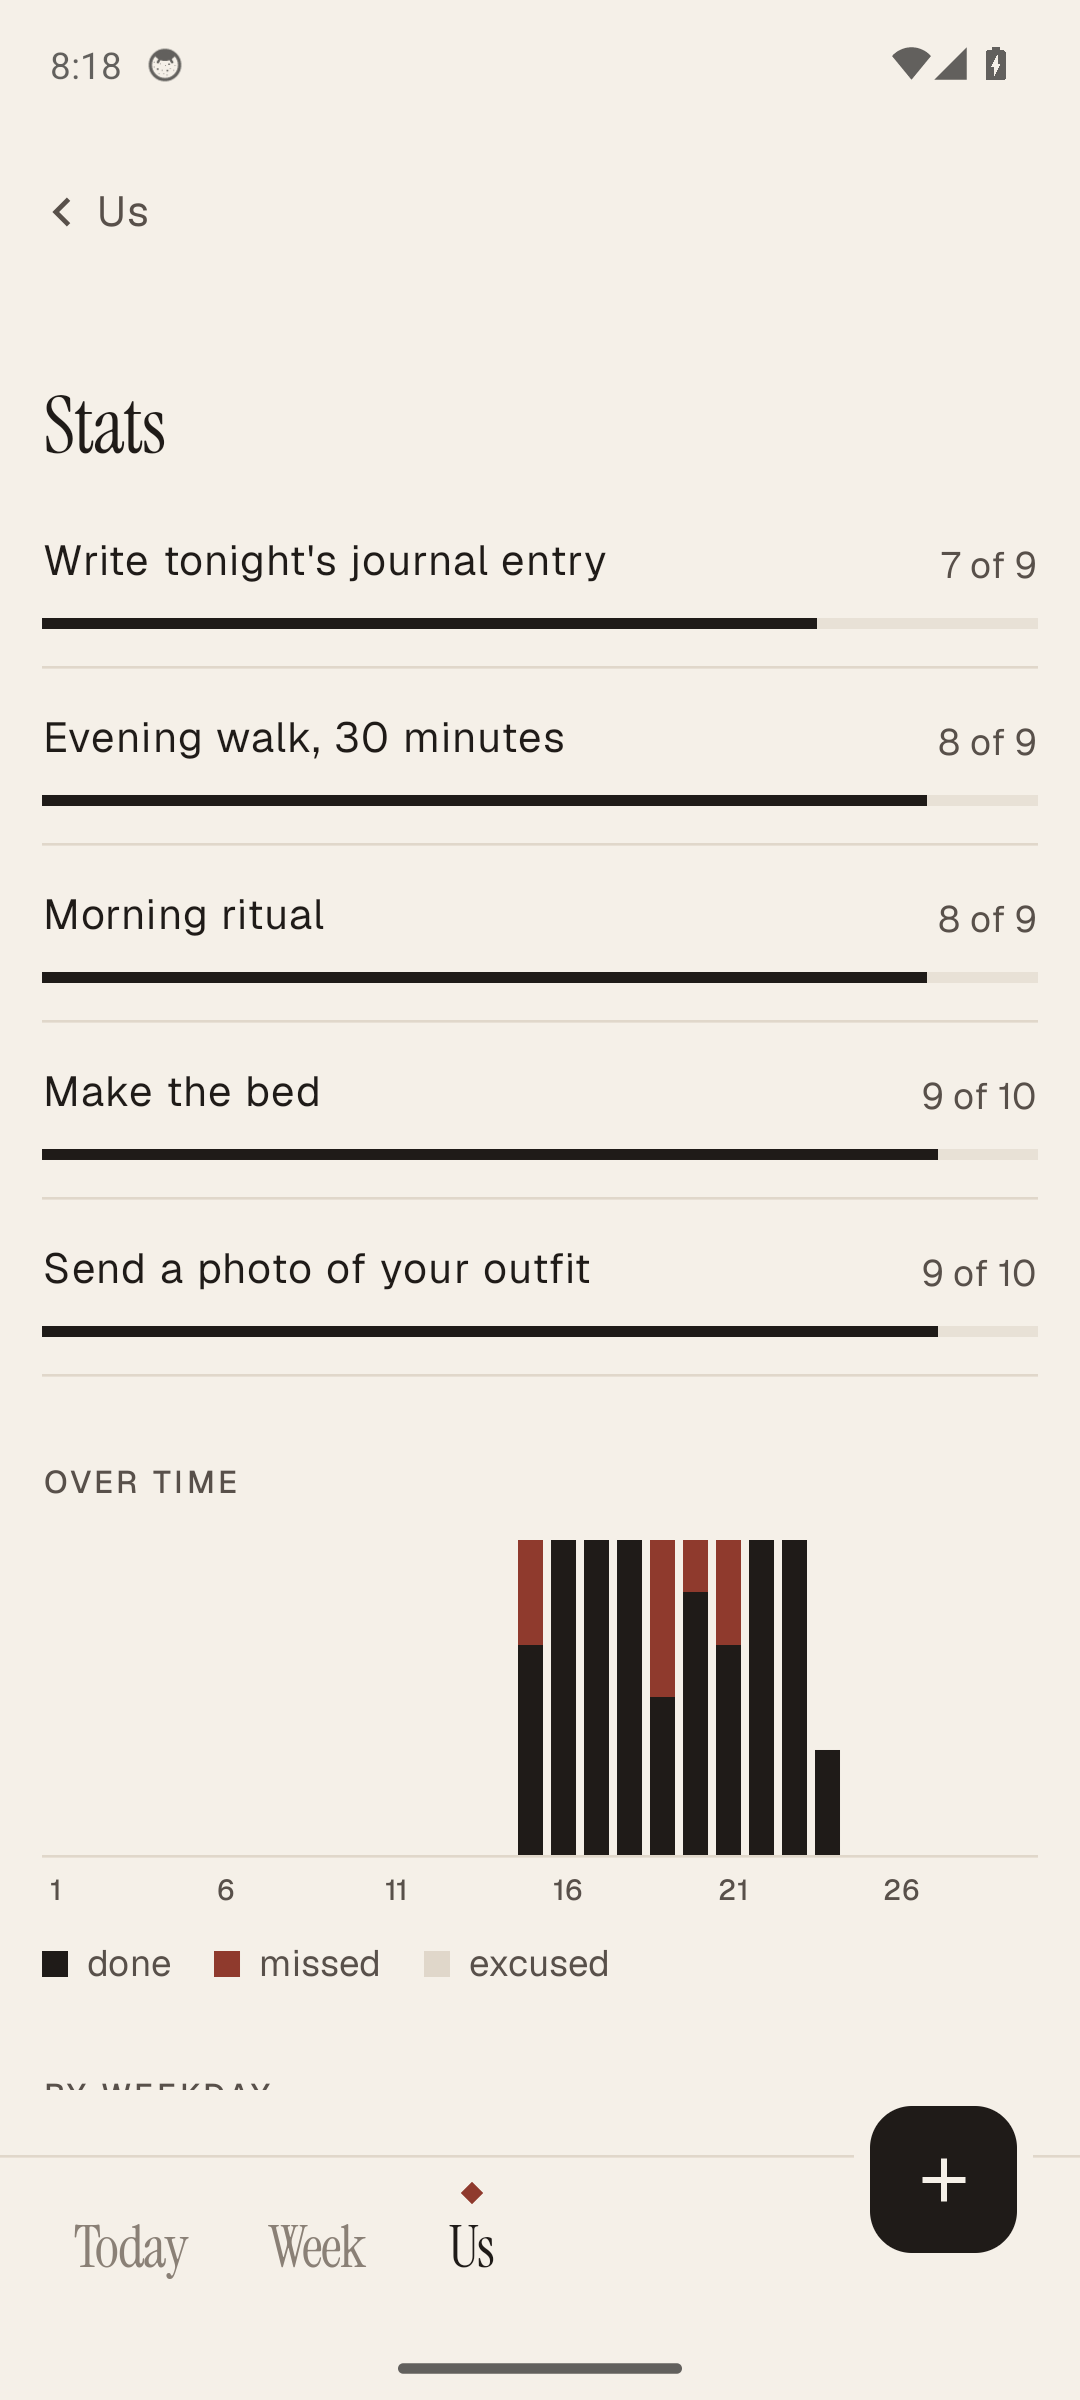 8:18
Us
Stats
Write tonight's journal entry 7 of 9
Evening walk, 30 minutes 8 of 9
Morning ritual 8 of 9
Make the bed 9 of 10
Send a photo of your outfit 9 of 10
OVER TIME
1 6 11 16 21 26
done missed excused
BY WEEKDAY
Today Week Us